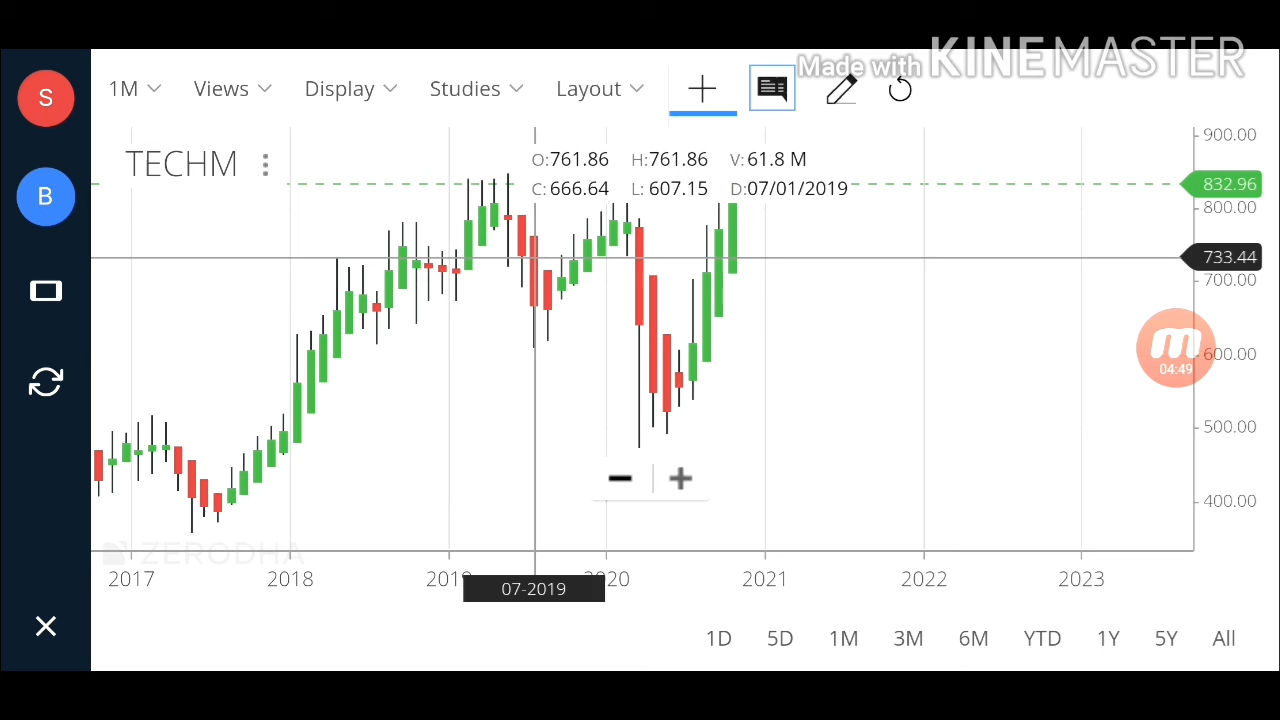 Made with KINEMASTER
S
1M Views Display Studies Layout
TECHM
O:761.86 H:761.86 V:61.8 M
C:666.64 L:607.15 D:07/01/2019
B
900.00
832.96
800.00
733.44
700.00
600.00
500.00
400.00
04:49
ZERODHA
2017 2018 2019 2020 2021 2022 2023
07-2019
1D 5D 1M 3M 6M YTD 1Y 5Y All